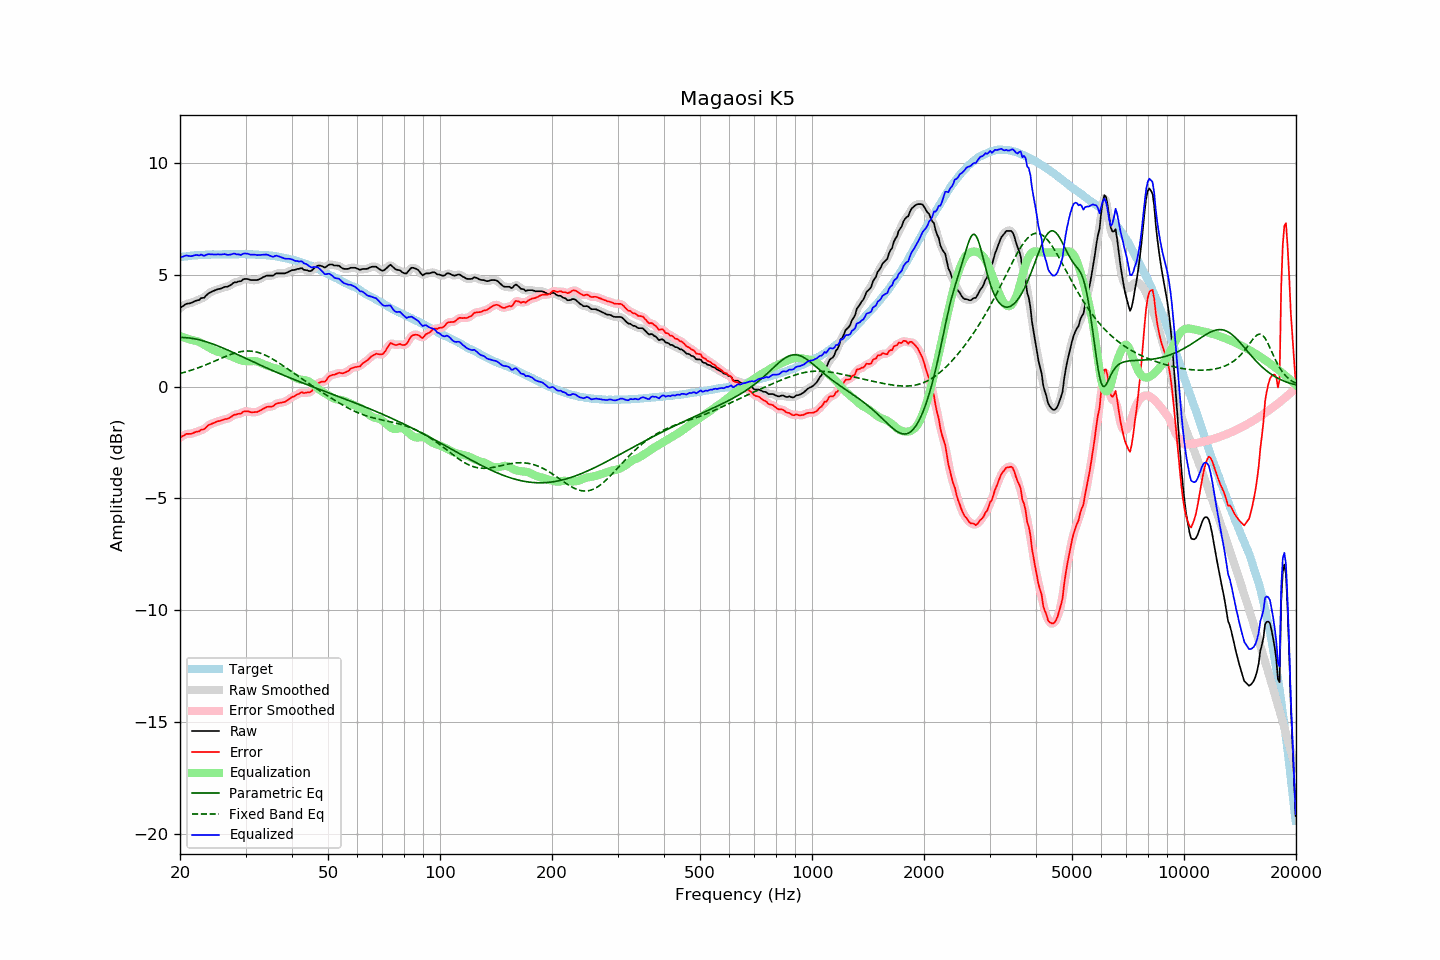 Magaosi K5
Amplitude (dBr)
10
5
0
−5
−10
−15
−20
Target
Raw Smoothed
Error Smoothed
Raw
Error
Equalization
Parametric Eq
Fixed Band Eq
Equalized
20 50 100 200 500 1000 2000 5000 10000 20000
Frequency (Hz)